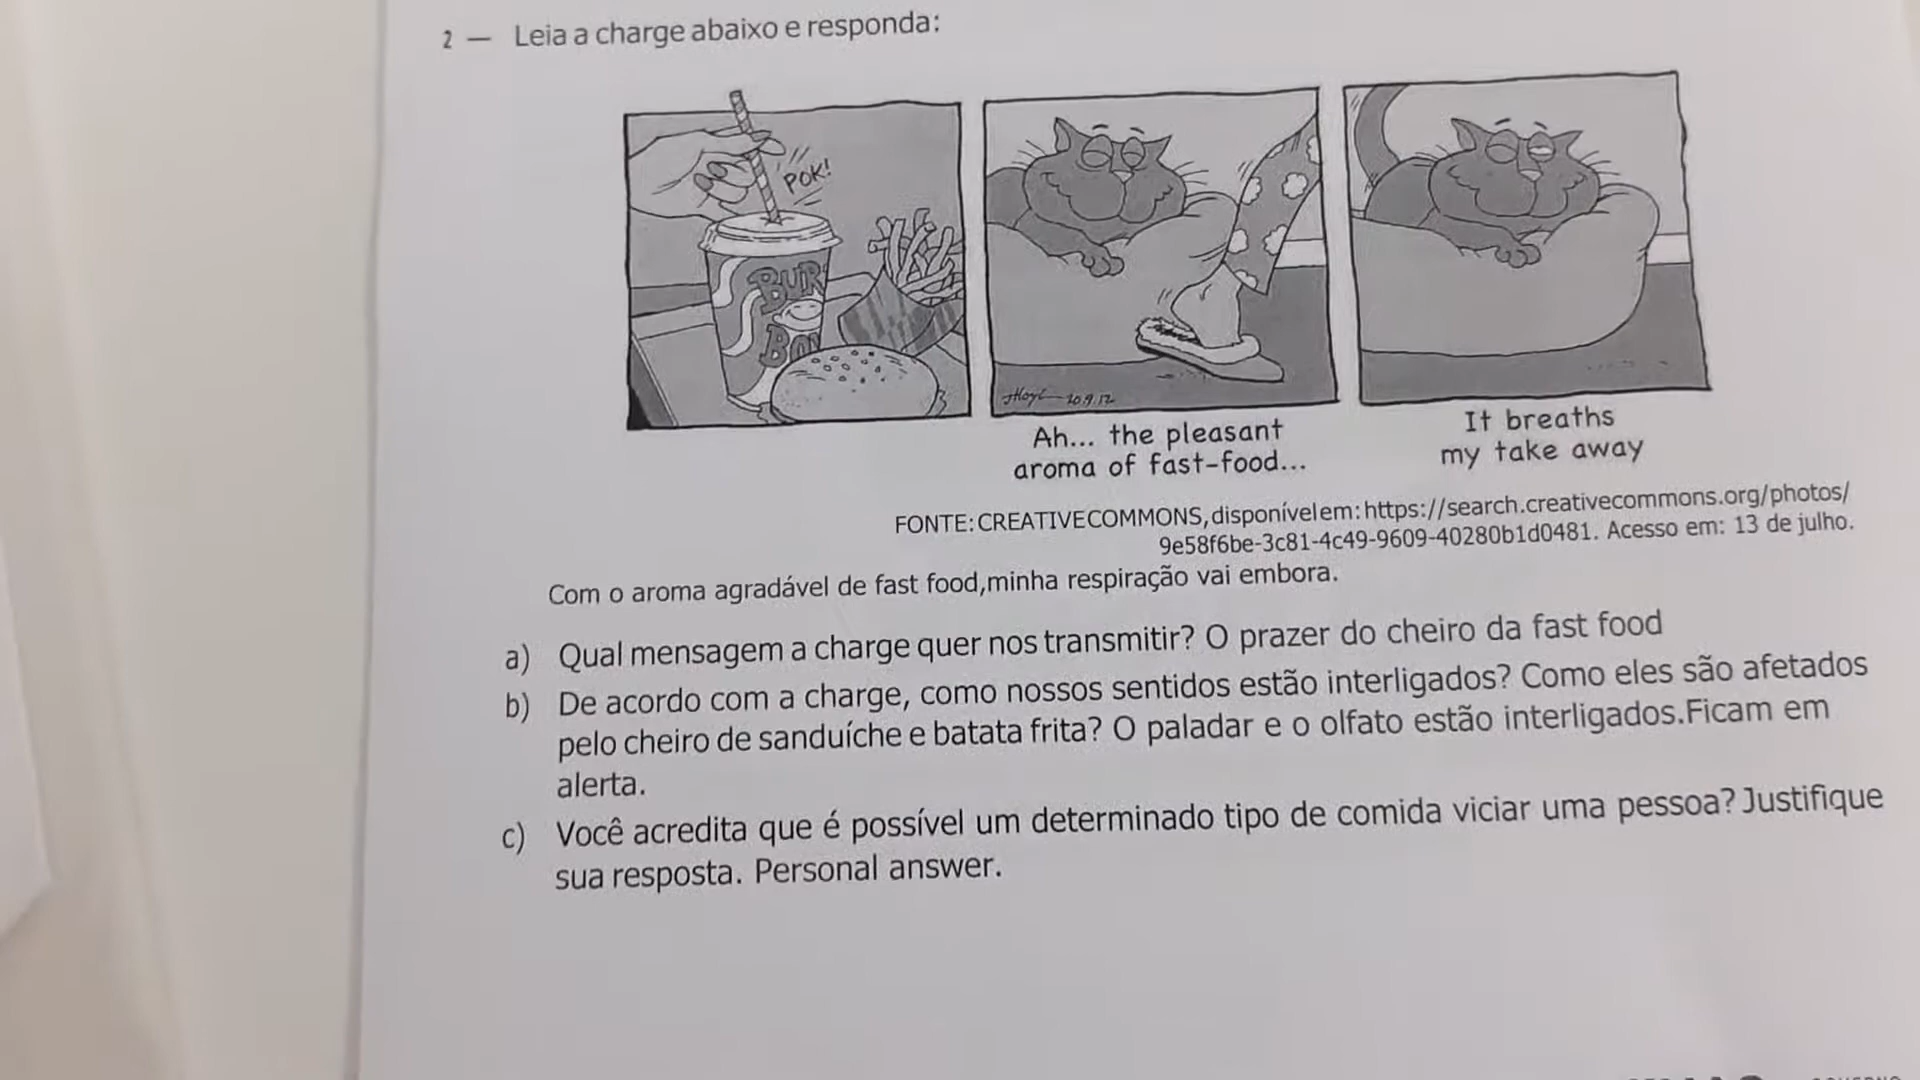 2 — Leia a charge abaixo e responda:
POK!
BUR
BO
20.9.12
Ah... the pleasant
aroma of fast-food...
It breaths
my take away
FONTE: CREATIVECOMMONS, disponívelem: https://search.creativecommons.org/photos/
9e58f6be-3c81-4c49-9609-40280b1d0481. Acesso em: 13 de julho.
Com o aroma agradável de fast food,minha respiração vai embora.
a) Qual mensagem a charge quer nos transmitir? O prazer do cheiro da fast food
b) De acordo com a charge, como nossos sentidos estão interligados? Como eles são afetados
pelo cheiro de sanduíche e batata frita? O paladar e o olfato estão interligados.Ficam em
alerta.
c) Você acredita que é possível um determinado tipo de comida viciar uma pessoa? Justifique
sua resposta. Personal answer.